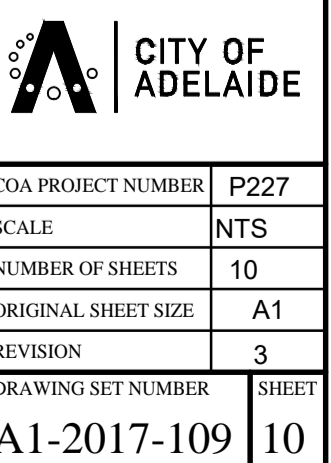 CITY OF
ADELAIDE
COA PROJECT NUMBER P227
SCALE NTS
NUMBER OF SHEETS 10
ORIGINAL SHEET SIZE A1
REVISION 3
DRAWING SET NUMBER SHEET
A1-2017-109 10